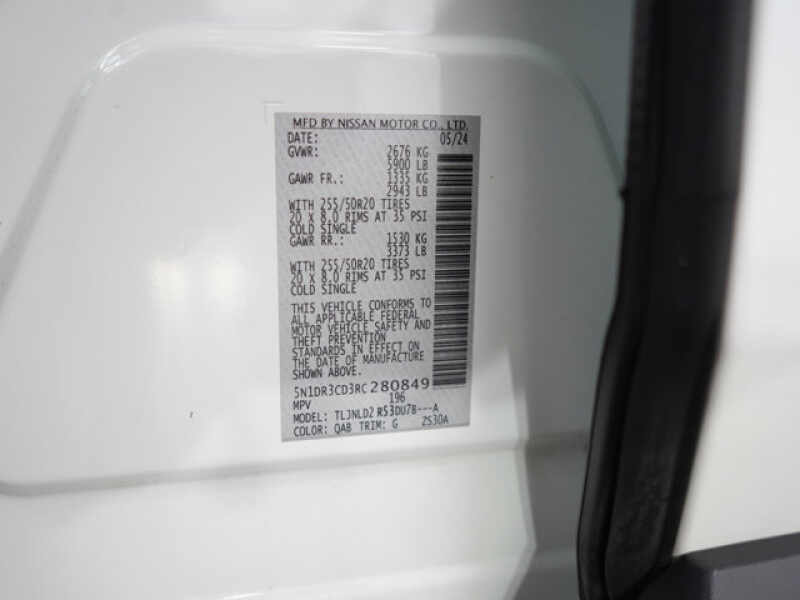 MFD BY NISSAN MOTOR CO., LTD.
DATE: 05/24
GVWR: 2676 KG
5900 LB
GAWR FR.: 1335 KG
2943 LB
WITH 255/50R20 TIRES
20 X 8.0 RIMS AT 35 PSI
COLD SINGLE
GAWR RR.: 1530 KG
3373 LB
WITH 255/50R20 TIRES
20 X 8.0 RIMS AT 35 PSI
COLD SINGLE
THIS VEHICLE CONFORMS TO
ALL APPLICABLE FEDERAL
MOTOR VEHICLE SAFETY AND
THEFT PREVENTION
STANDARDS IN EFFECT ON
THE DATE OF MANUFACTURE
SHOWN ABOVE.
5N1DR3CD3RC280849
MPV 196
MODEL: TLJNLD2 RS3DU7B---A
COLOR: QAB TRIM: G ZS30A